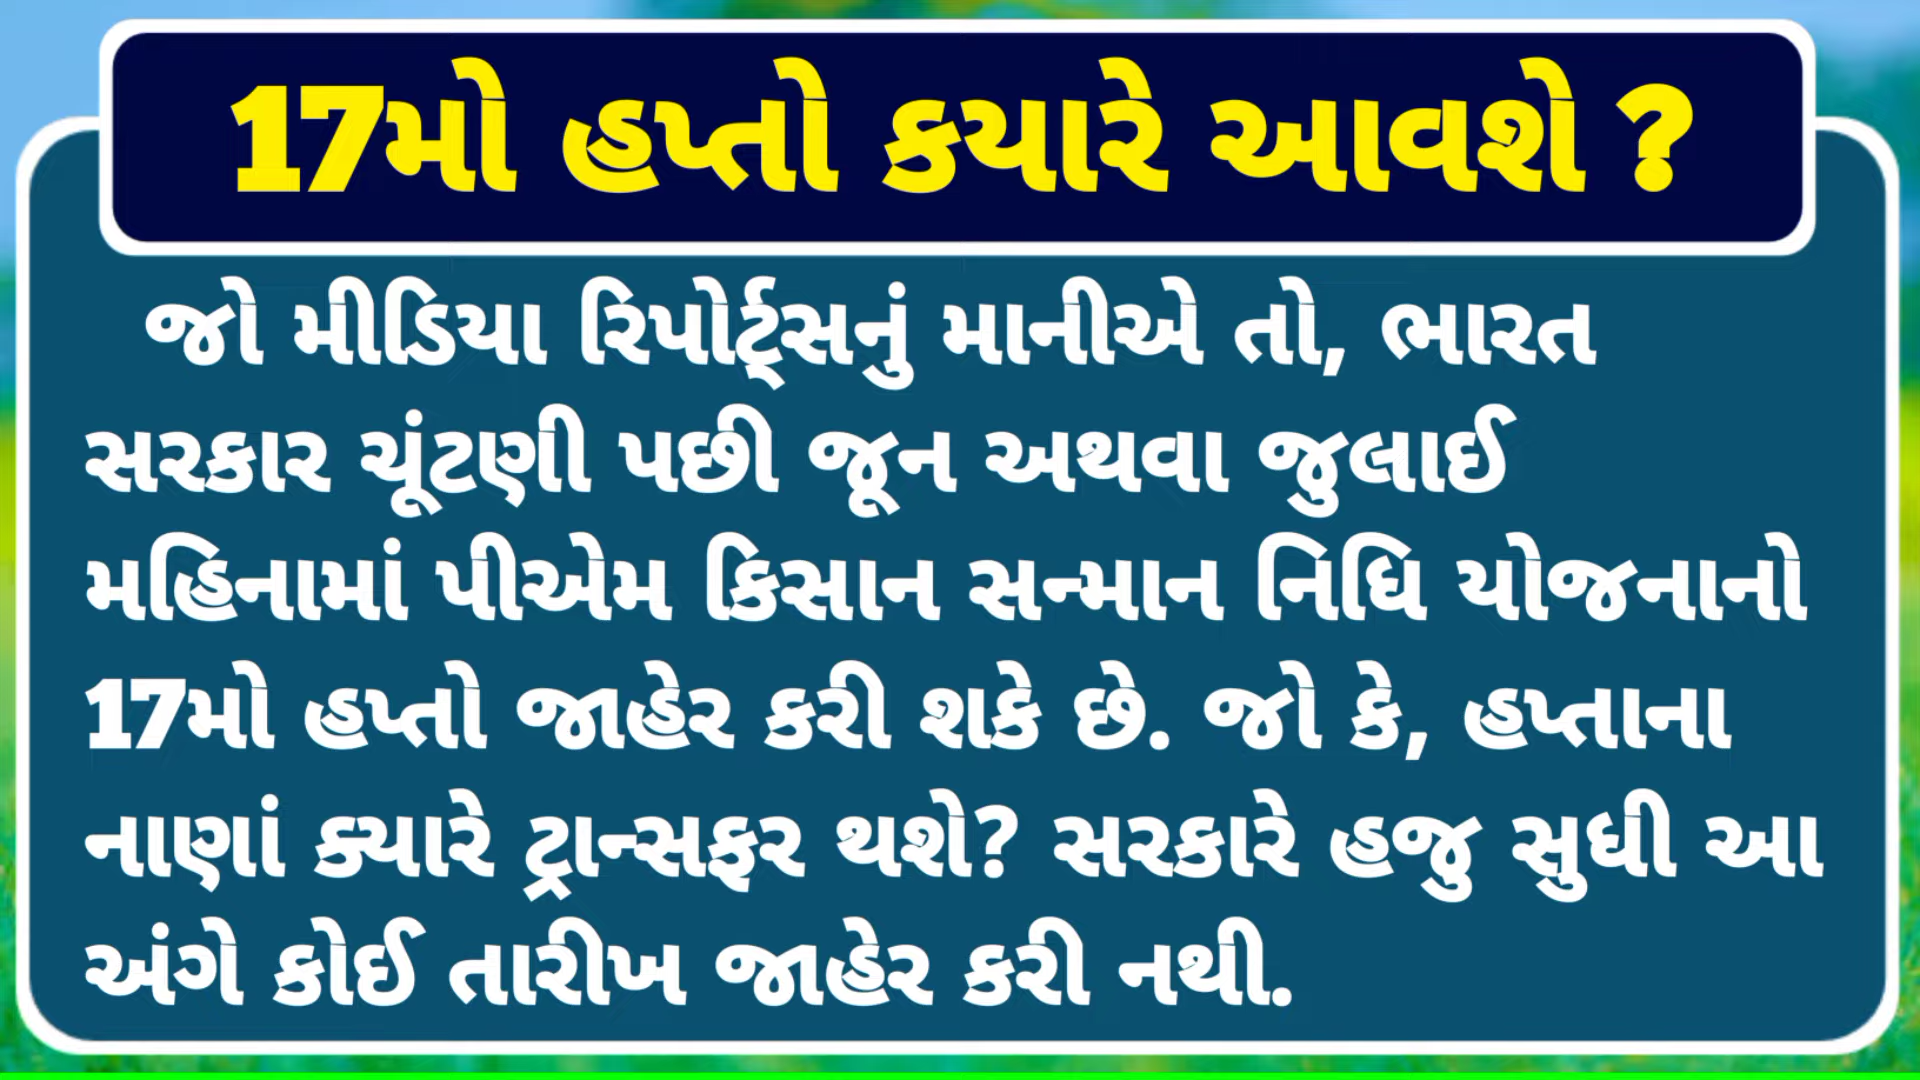 17મો હપ્તો કયારે આવશે ?
જો મીડિયા રિપોર્ટ્સનું માનીએ તો, ભારત
સરકાર ચૂંટણી પછી જૂન અથવા જુલાઈ
મહિનામાં પીએમ કિસાન સન્માન નિધિ યોજનાનો
17મો હપ્તો જાહેર કરી શકે છે. જો કે, હપ્તાના
નાણાં ક્યારે ટ્રાન્સફર થશે? સરકારે હજુ સુધી આ
અંગે કોઈ તારીખ જાહેર કરી નથી.